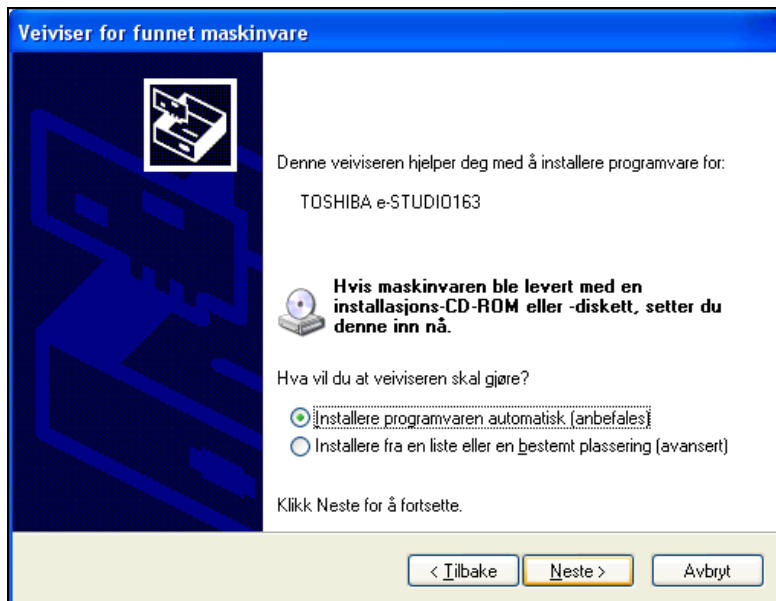 Veiviser for funnet maskinvare
Denne veiviseren hjelper deg med å installere programvare for:
TOSHIBA e-STUDIO163
Hvis maskinvaren ble levert med en
installasjons-CD-ROM eller -diskett, setter du
denne inn nå.
Hva vil du at veiviseren skal gjøre?
Installere programvaren automatisk (anbefales)
Installere fra en liste eller en bestemt plassering (avansert)
Klikk Neste for å fortsette.
< Tilbake Neste > Avbryt